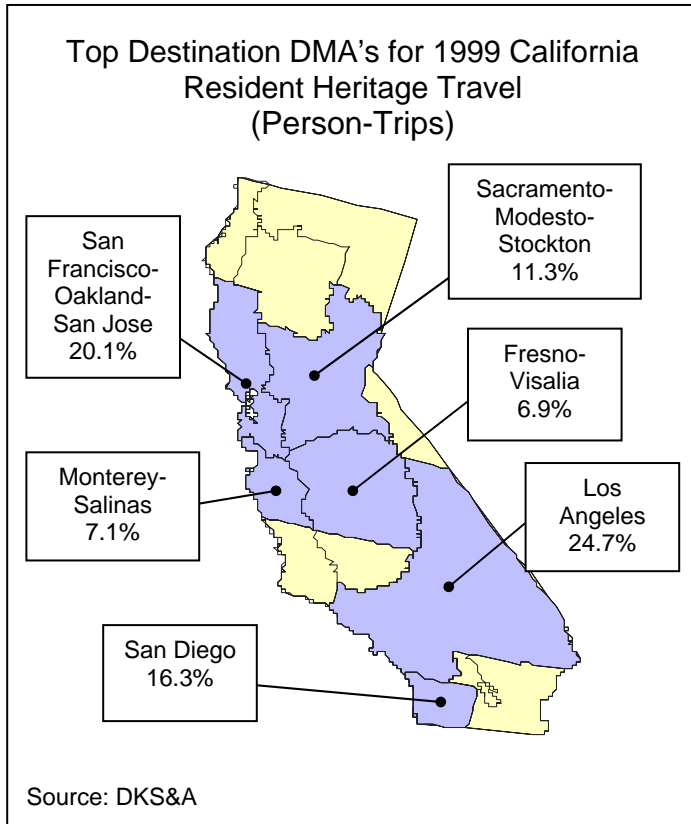 Top Destination DMA's for 1999 California
Resident Heritage Travel
(Person-Trips)
Sacramento-
Modesto-
Stockton
11.3%
San
Francisco-
Oakland-
San Jose
20.1%
Fresno-
Visalia
6.9%
Monterey-
Salinas
7.1%
Los
Angeles
24.7%
San Diego
16.3%
Source: DKS&A